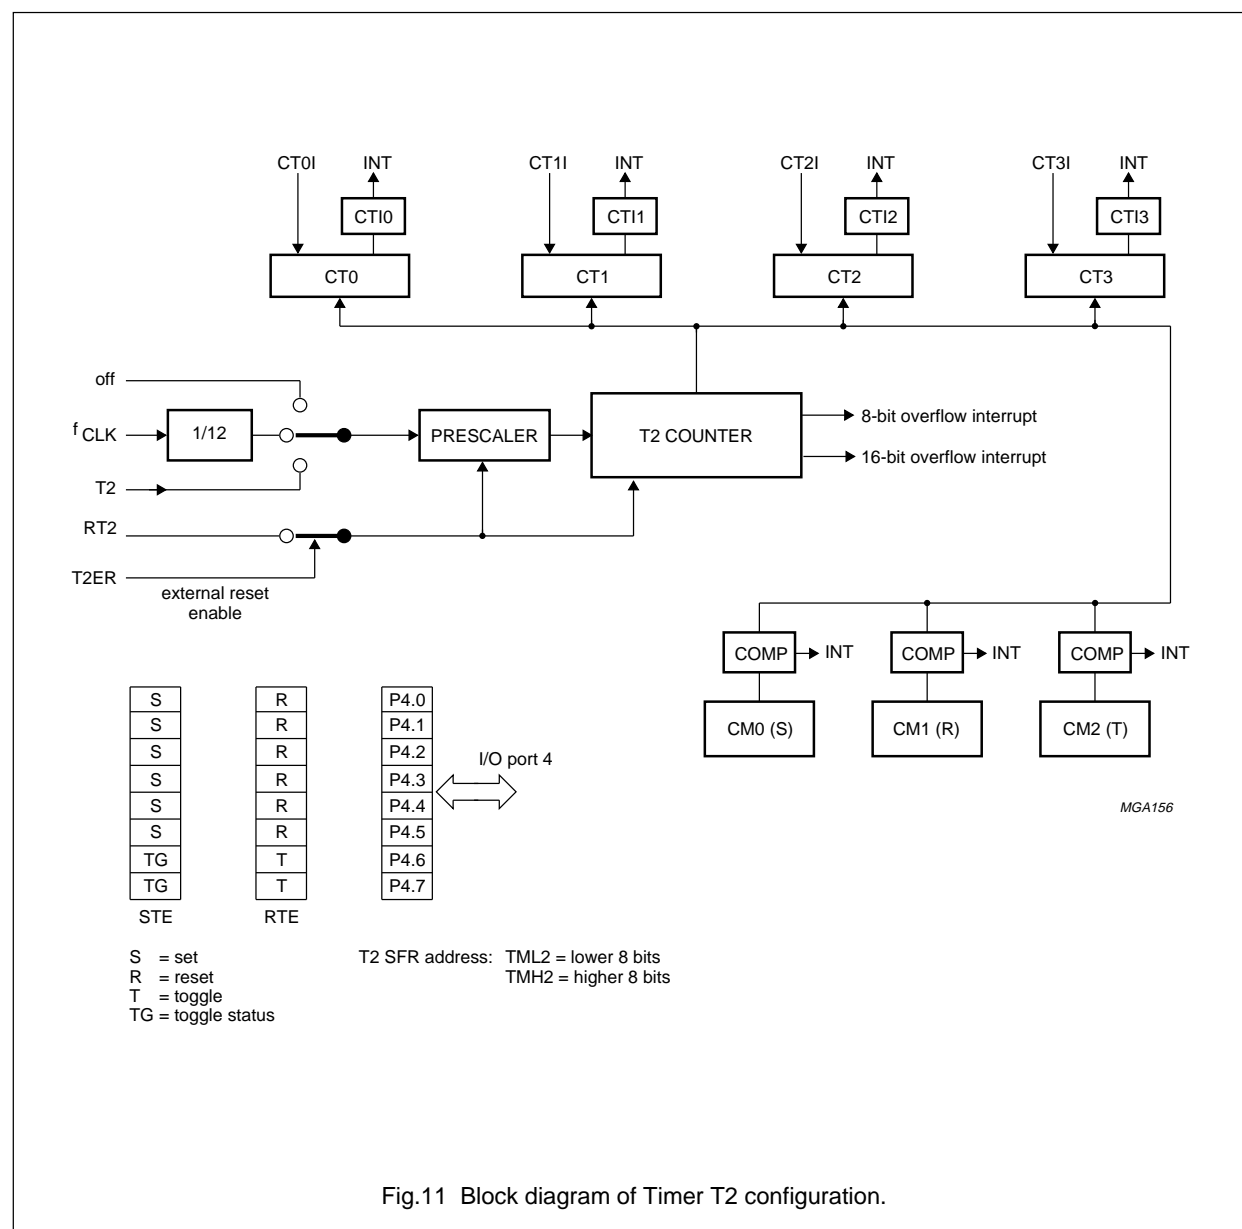 CT0I INT CT1I INT CT2I INT CT3I INT
CTI0 CTI1 CTI2 CTI3
CT0 CT1 CT2 CT3
off
f CLK 1/12 PRESCALER T2 COUNTER 8-bit overflow interrupt
16-bit overflow interrupt
T2
RT2
T2ER
external reset
enable
COMP INT COMP INT COMP INT
CM0 (S) CM1 (R) CM2 (T)
S R P4.0
S R P4.1
S R P4.2
I/O port 4
S R P4.3
S R P4.4
S R P4.5
TG T P4.6
TG T P4.7
STE RTE
MGA156
S = set
R = reset
T = toggle
TG = toggle status
T2 SFR address: TML2 = lower 8 bits
TMH2 = higher 8 bits
Fig.11 Block diagram of Timer T2 configuration.